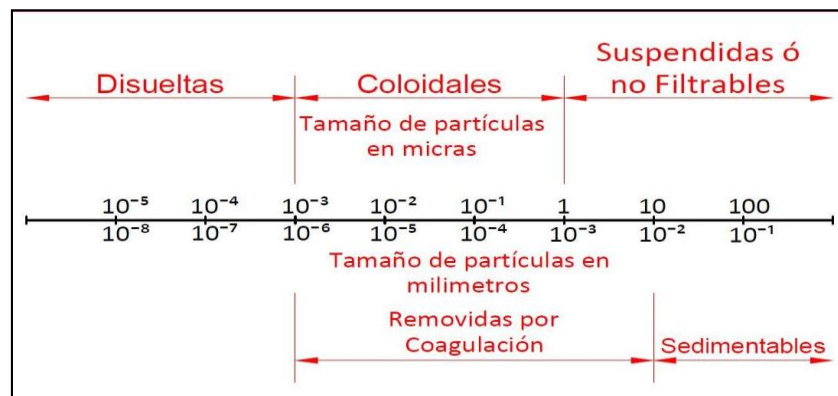 Suspendidas ó
Disueltas Coloidales no Filtrables
Tamaño de partículas
en micras
10⁻⁵ 10⁻⁴ 10⁻³ 10⁻² 10⁻¹ 1 10 100
10⁻⁸ 10⁻⁷ 10⁻⁶ 10⁻⁵ 10⁻⁴ 10⁻³ 10⁻² 10⁻¹
Tamaño de partículas en
milimetros
Removidas por
Coagulación Sedimentables